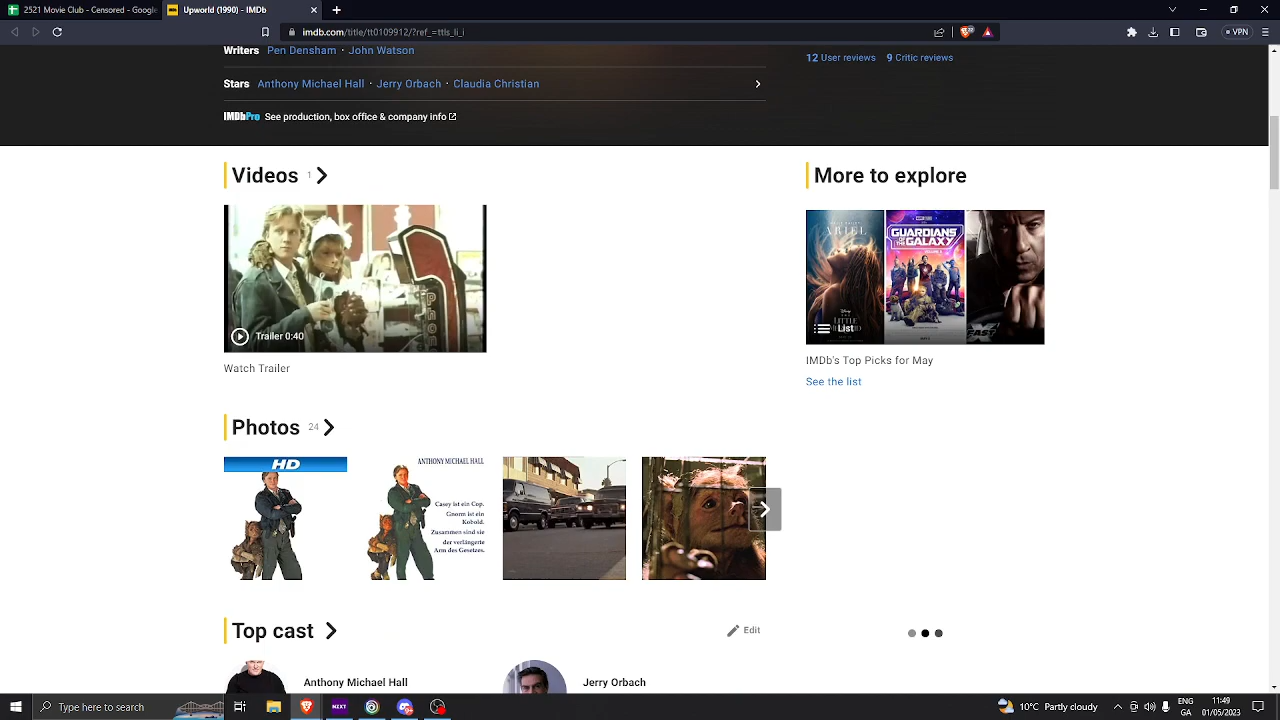 2521 Movie Club - Censored - Google
Upworld (1990) - IMDb
imdb.com/title/tt0109912/?ref_=ttls_li_i
VPN
Writers Pen Densham · John Watson
12 User reviews 9 Critic reviews
Stars Anthony Michael Hall · Jerry Orbach · Claudia Christian
IMDbPro See production, box office & company info
Videos 1
More to explore
ARIEL
GUARDIANS OF THE GALAXY
List
FAST
Trailer 0:40
Watch Trailer
IMDb's Top Picks for May
See the list
Photos 24
HD
ANTHONY MICHAEL HALL
Casey ist ein Cop.
Gnorm ist ein
Kobold.
Zusammen sind sie
der verlängerte
Arm des Gesetzes.
Top cast
Edit
Anthony Michael Hall
Jerry Orbach
Type here to search
NEXT
10°C Partly cloudy
ENG
GA
11:49
01/05/2023